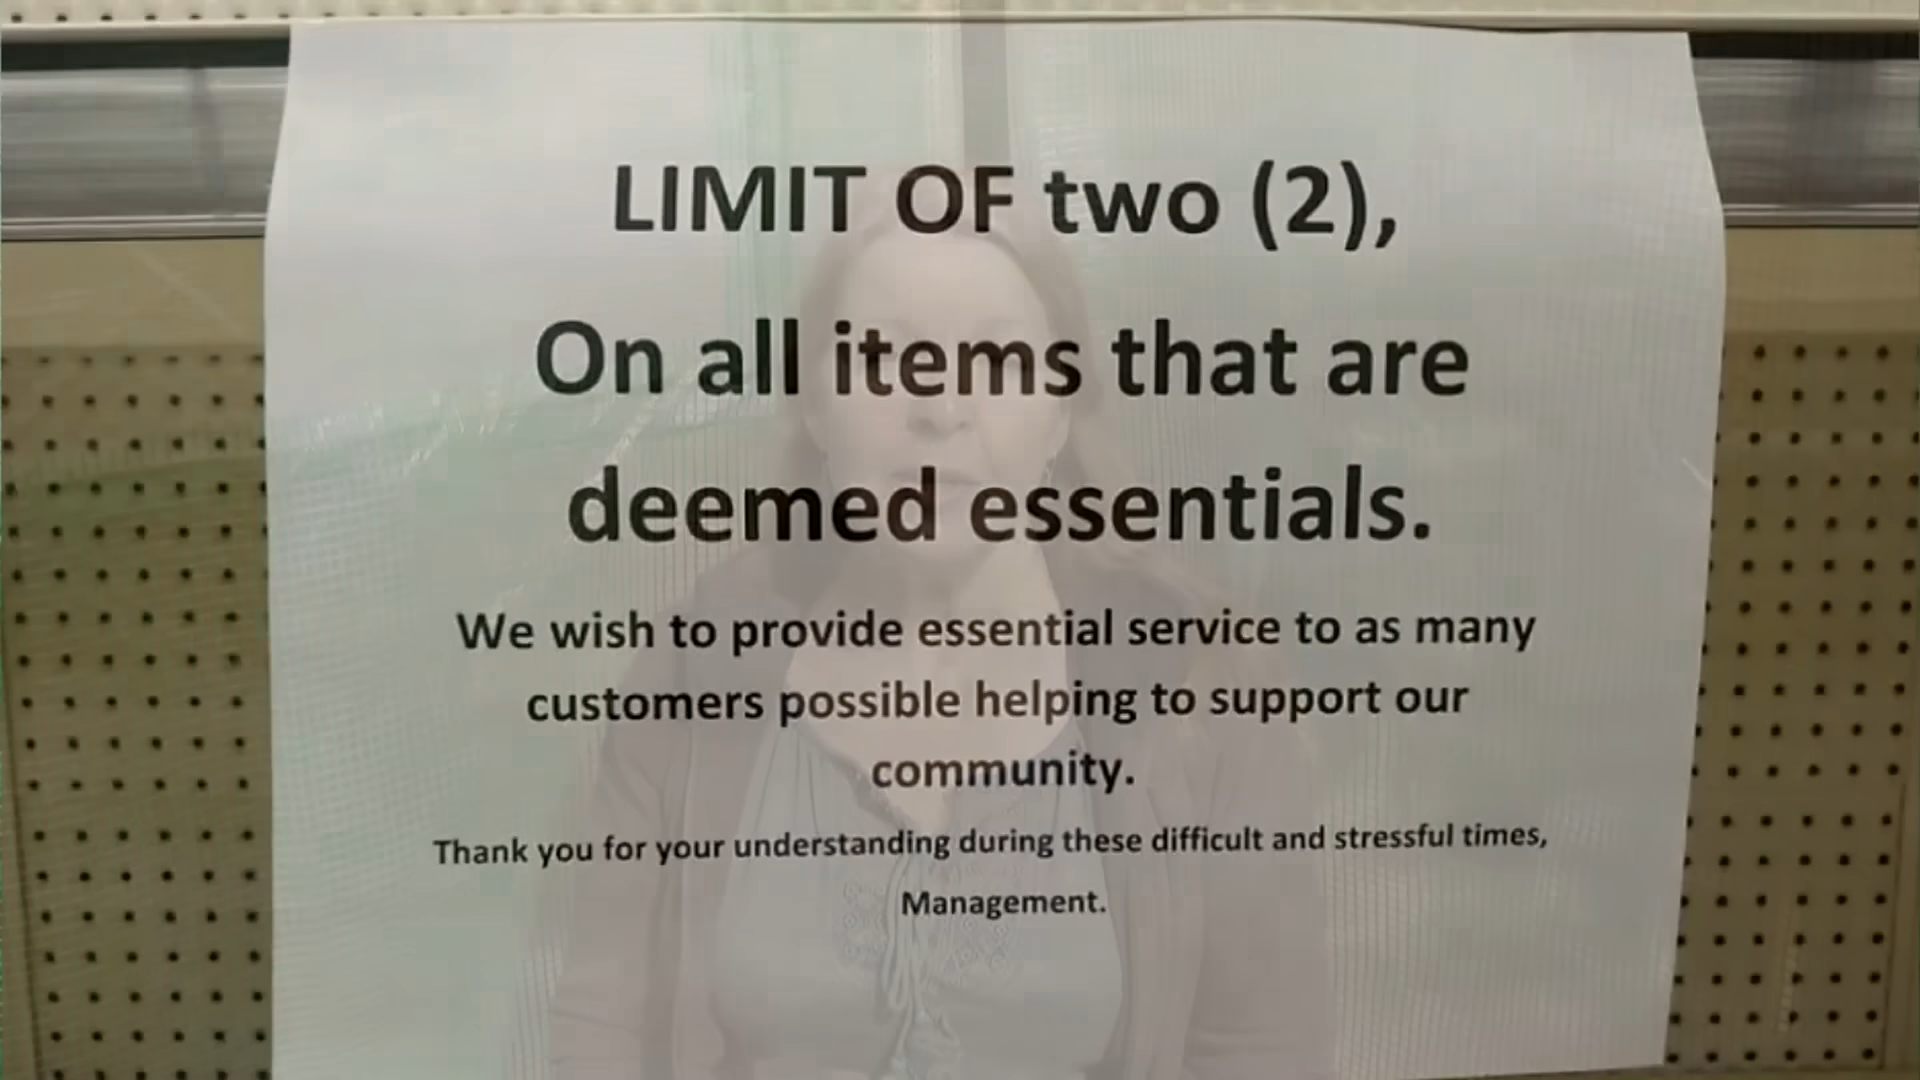 LIMIT OF two (2),
On all items that are
deemed essentials.
We wish to provide essential service to as many
customers possible helping to support our
community.
Thank you for your understanding during these difficult and stressful times,
Management.